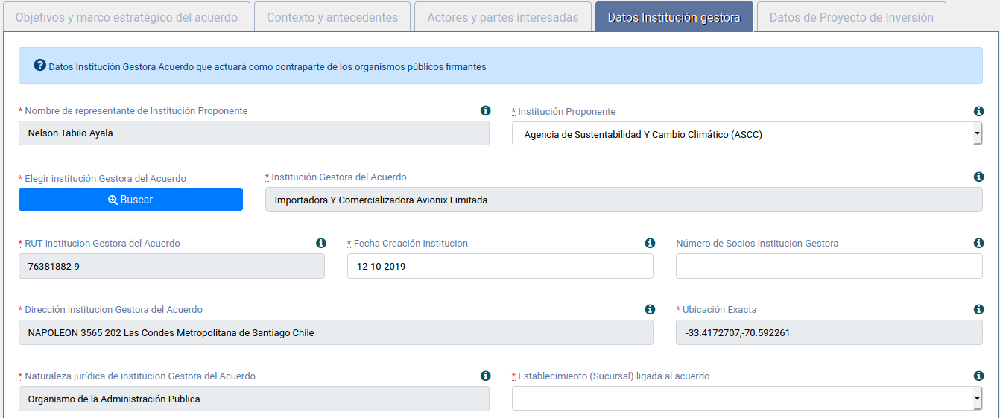 Objetivos y marco estratégico del acuerdo
Contexto y antecedentes
Actores y partes interesadas
Datos Institución gestora
Datos de Proyecto de Inversión
Datos Institución Gestora Acuerdo que actuará como contraparte de los organismos públicos firmantes
* Nombre de representante de Institución Proponente
Nelson Tabilo Ayala
* Institución Proponente
Agencia de Sustentabilidad Y Cambio Climático (ASCC)
* Elegir institución Gestora del Acuerdo
Buscar
* Institución Gestora del Acuerdo
Importadora Y Comercializadora Avionix Limitada
* RUT institucion Gestora del Acuerdo
76381882-9
* Fecha Creación institucion
12-10-2019
Número de Socios institucion Gestora
* Dirección institucion Gestora del Acuerdo
NAPOLEON 3565 202 Las Condes Metropolitana de Santiago Chile
* Ubicación Exacta
-33.4172707,-70.592261
* Naturaleza jurídica de institucion Gestora del Acuerdo
Organismo de la Administración Publica
* Establecimiento (Sucursal) ligada al acuerdo